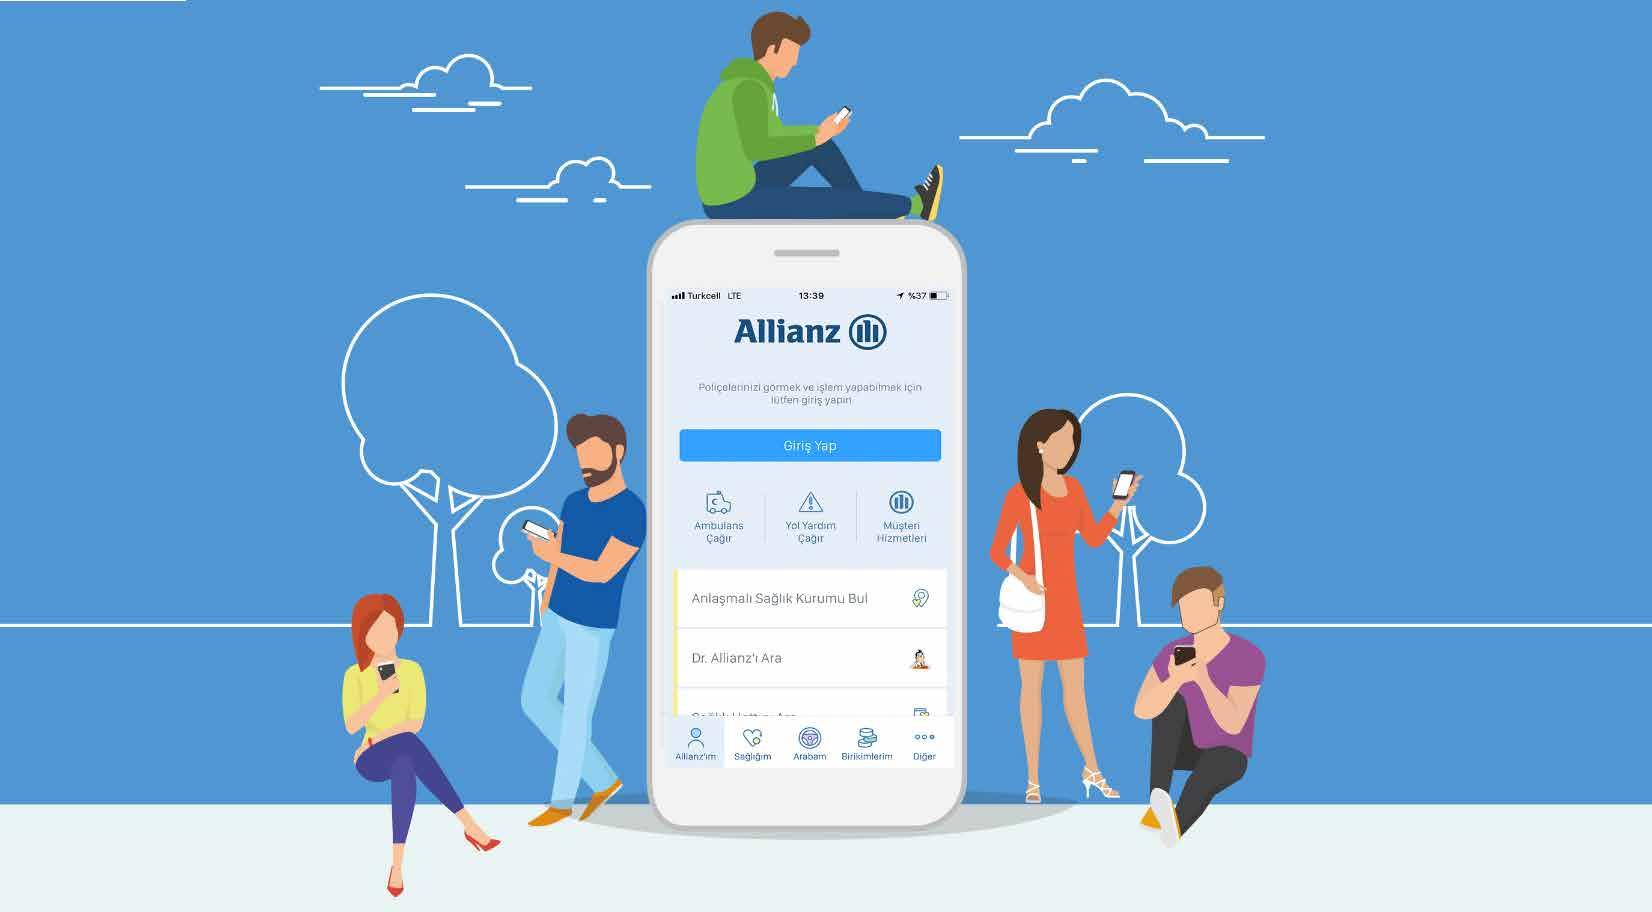 Turkcell LTE 13:39 %37
Allianz
Poliçelerinizi görmek ve işlem yapabilmek için
lütfen giriş yapın
Giriş Yap
Ambulans
Çağır
Yol Yardım
Çağır
Müşteri
Hizmetleri
Anlaşmalı Sağlık Kurumu Bul
Dr. Allianz'ı Ara
Allianz'ım Sağlığım Arabam Birikimlerim Diğer